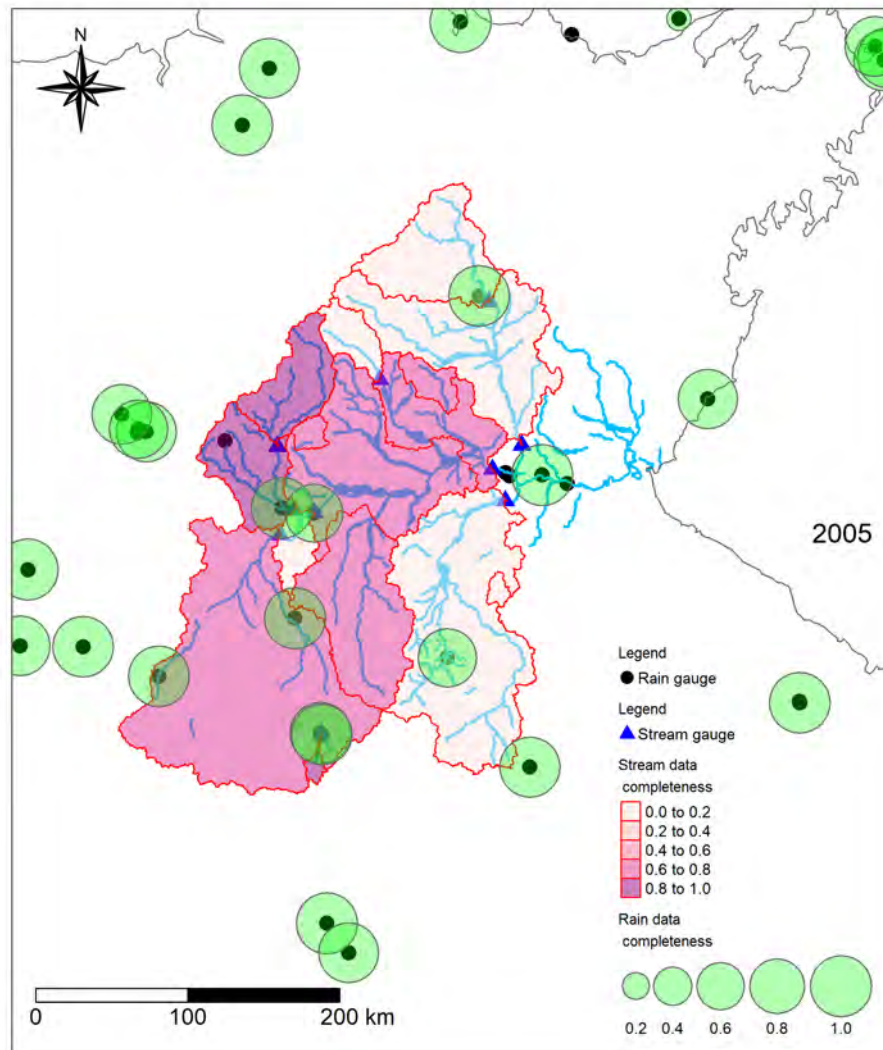 N
2005
Legend
Rain gauge
Legend
Stream gauge
Stream data
completeness
0.0 to 0.2
0.2 to 0.4
0.4 to 0.6
0.6 to 0.8
0.8 to 1.0
Rain data
completeness
0.2 0.4 0.6 0.8 1.0
0 100 200 km